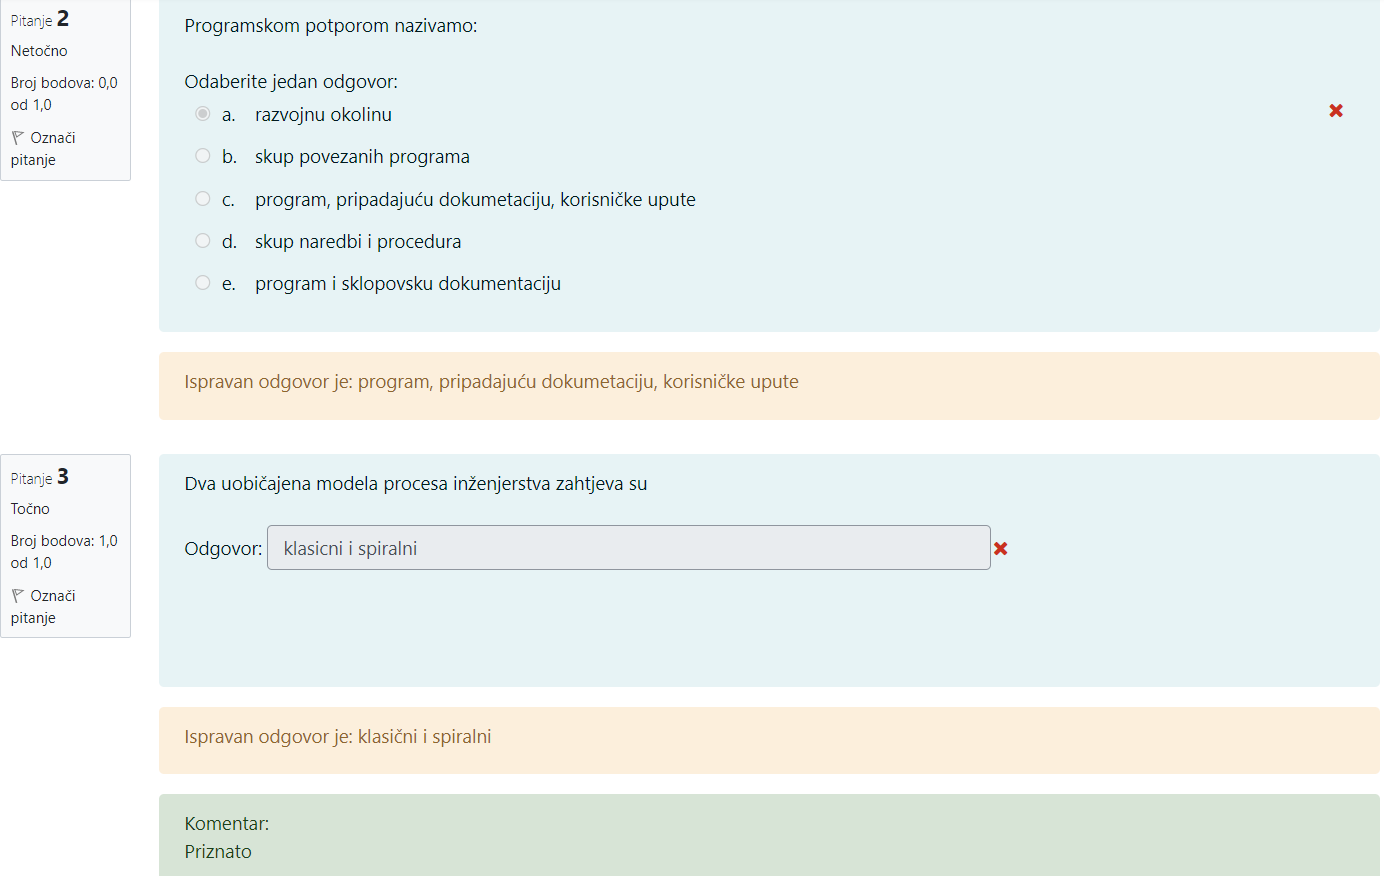 Pitanje 2
Netočno
Broj bodova: 0,0
od 1,0
Označi
pitanje
Programskom potporom nazivamo:
Odaberite jedan odgovor:
a. razvojnu okolinu
b. skup povezanih programa
c. program, pripadajuću dokumetaciju, korisničke upute
d. skup naredbi i procedura
e. program i sklopovsku dokumentaciju
Ispravan odgovor je: program, pripadajuću dokumetaciju, korisničke upute
Pitanje 3
Točno
Broj bodova: 1,0
od 1,0
Označi
pitanje
Dva uobičajena modela procesa inženjerstva zahtjeva su
Odgovor: klasicni i spiralni
Ispravan odgovor je: klasični i spiralni
Komentar:
Priznato